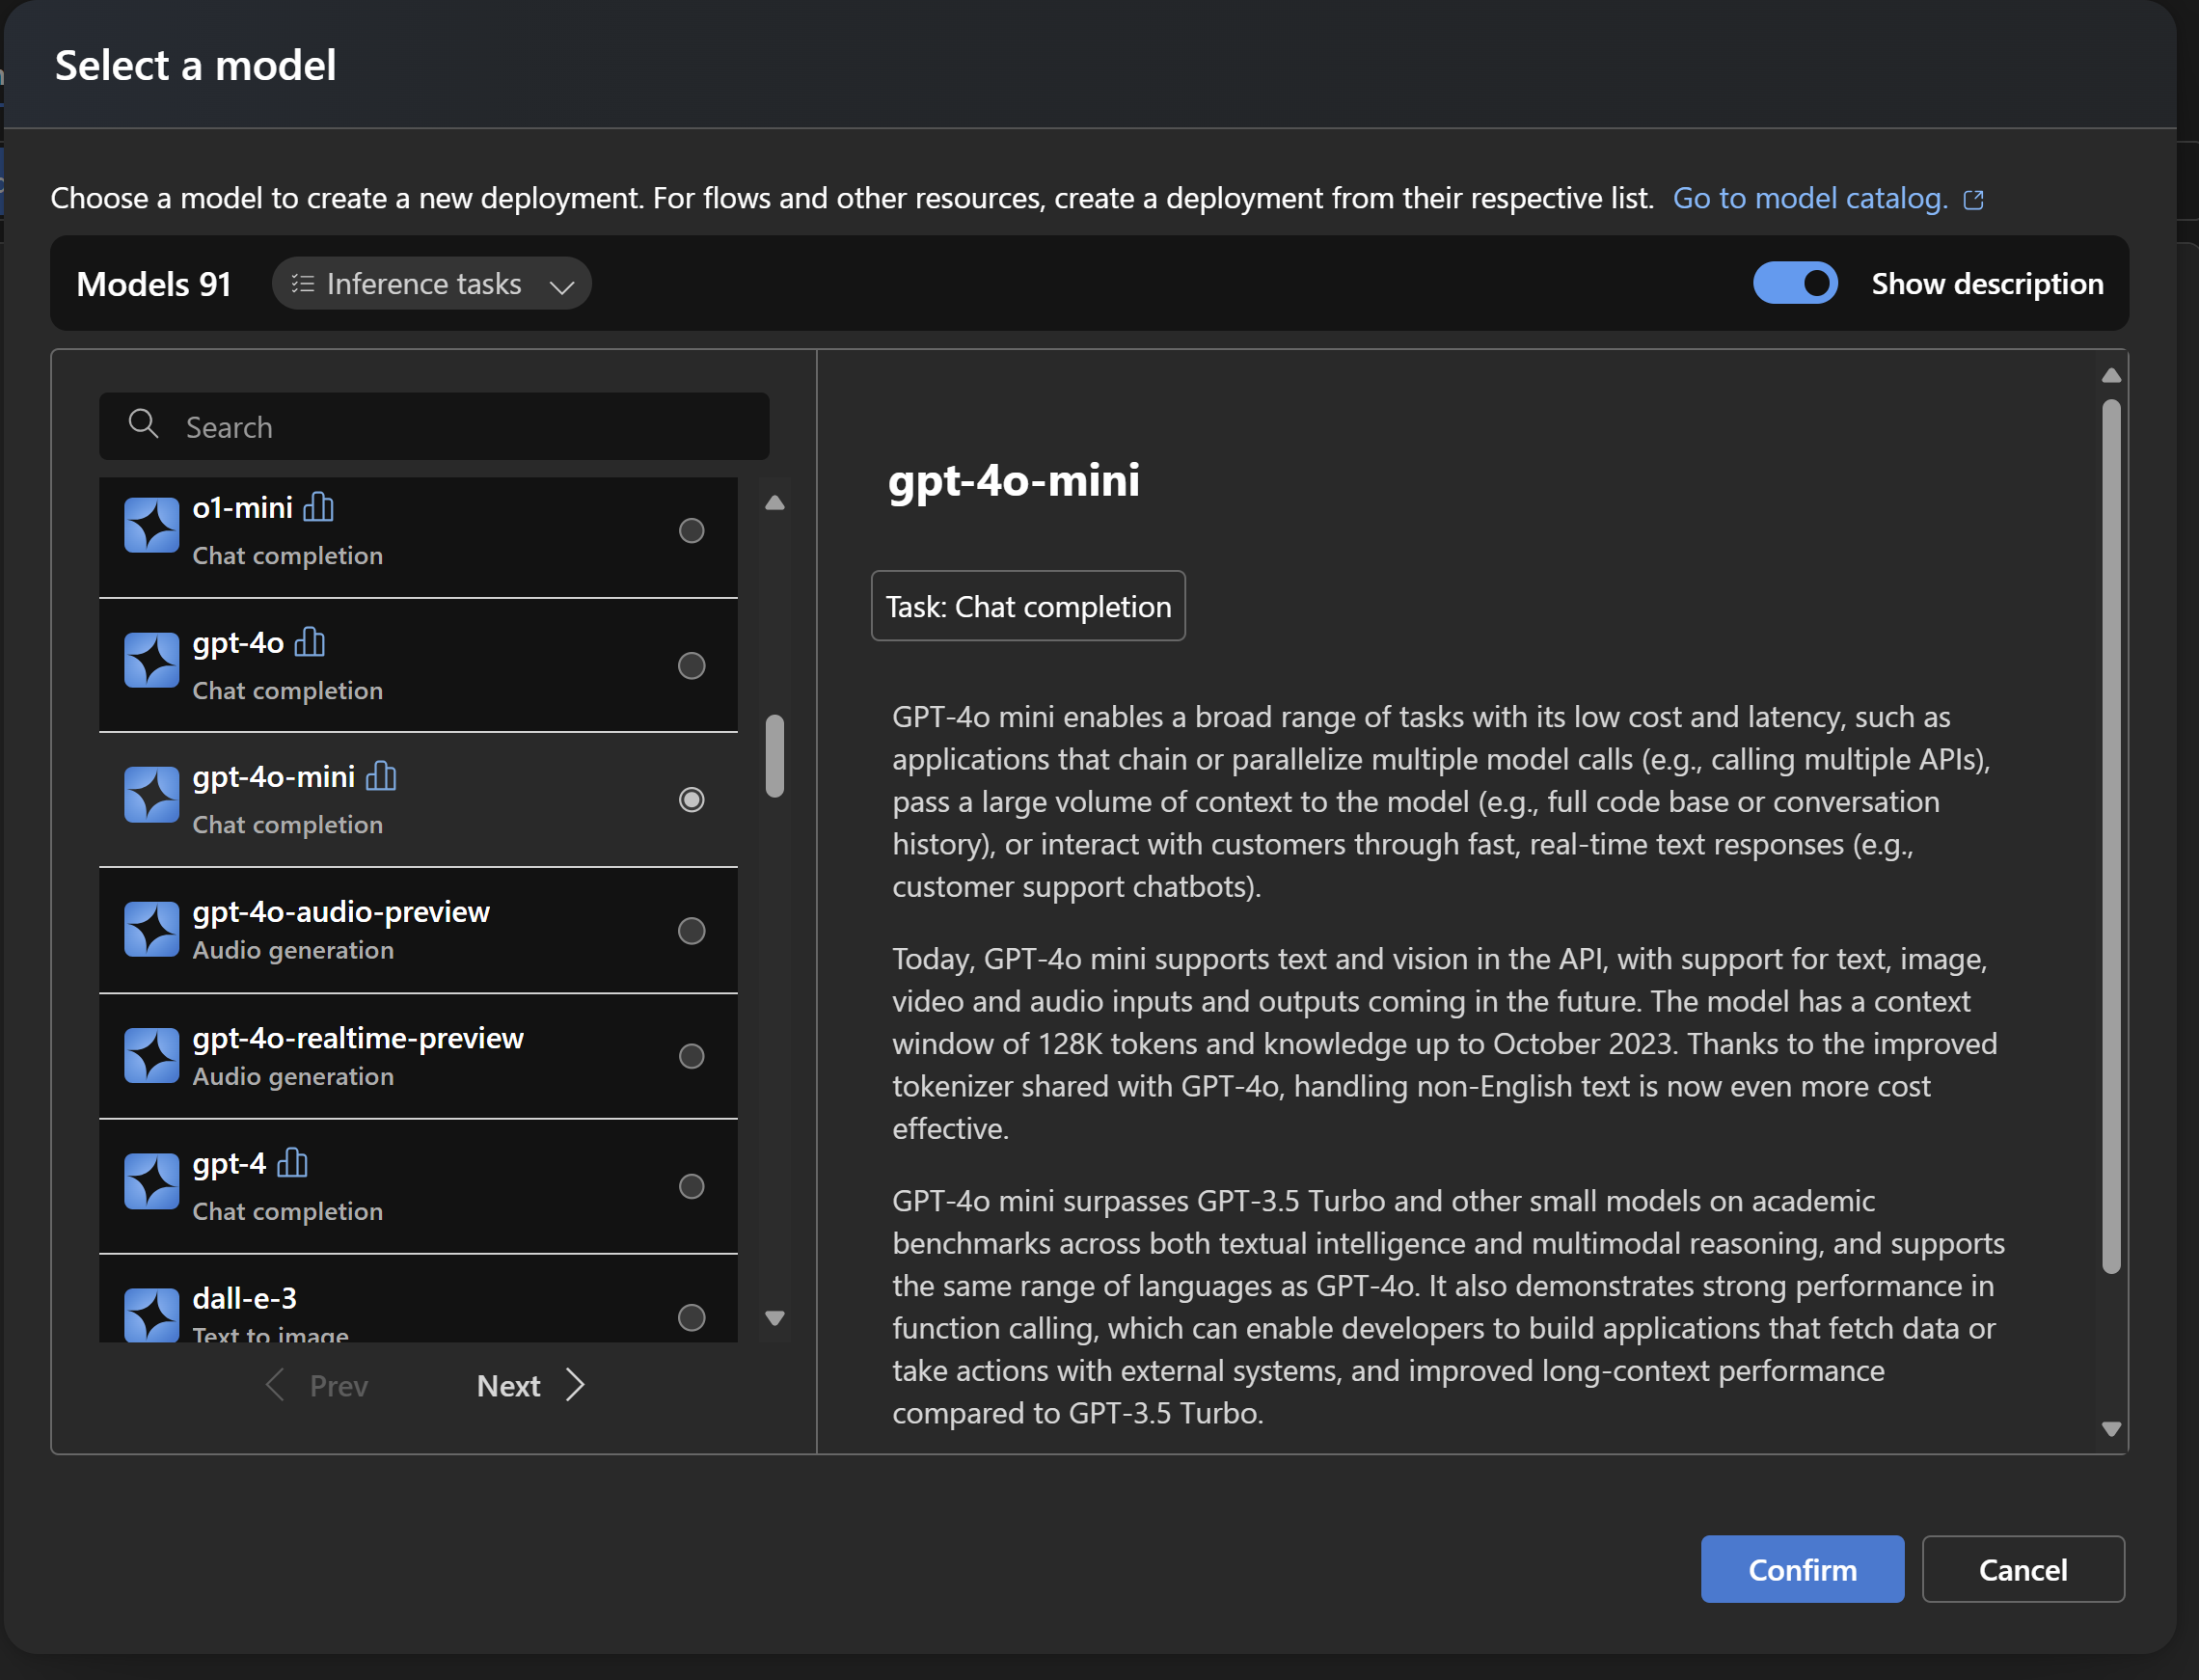 Select a model
Choose a model to create a new deployment. For flows and other resources, create a deployment from their respective list. Go to model catalog.
Models 91
Inference tasks
Show description
Search
o1-mini
Chat completion
gpt-4o
Chat completion
gpt-4o-mini
Chat completion
gpt-4o-audio-preview
Audio generation
gpt-4o-realtime-preview
Audio generation
gpt-4
Chat completion
dall-e-3
Text to image
Prev
Next
gpt-4o-mini
Task: Chat completion
GPT-4o mini enables a broad range of tasks with its low cost and latency, such as
applications that chain or parallelize multiple model calls (e.g., calling multiple APIs),
pass a large volume of context to the model (e.g., full code base or conversation
history), or interact with customers through fast, real-time text responses (e.g.,
customer support chatbots).
Today, GPT-4o mini supports text and vision in the API, with support for text, image,
video and audio inputs and outputs coming in the future. The model has a context
window of 128K tokens and knowledge up to October 2023. Thanks to the improved
tokenizer shared with GPT-4o, handling non-English text is now even more cost
effective.
GPT-4o mini surpasses GPT-3.5 Turbo and other small models on academic
benchmarks across both textual intelligence and multimodal reasoning, and supports
the same range of languages as GPT-4o. It also demonstrates strong performance in
function calling, which can enable developers to build applications that fetch data or
take actions with external systems, and improved long-context performance
compared to GPT-3.5 Turbo.
Confirm
Cancel